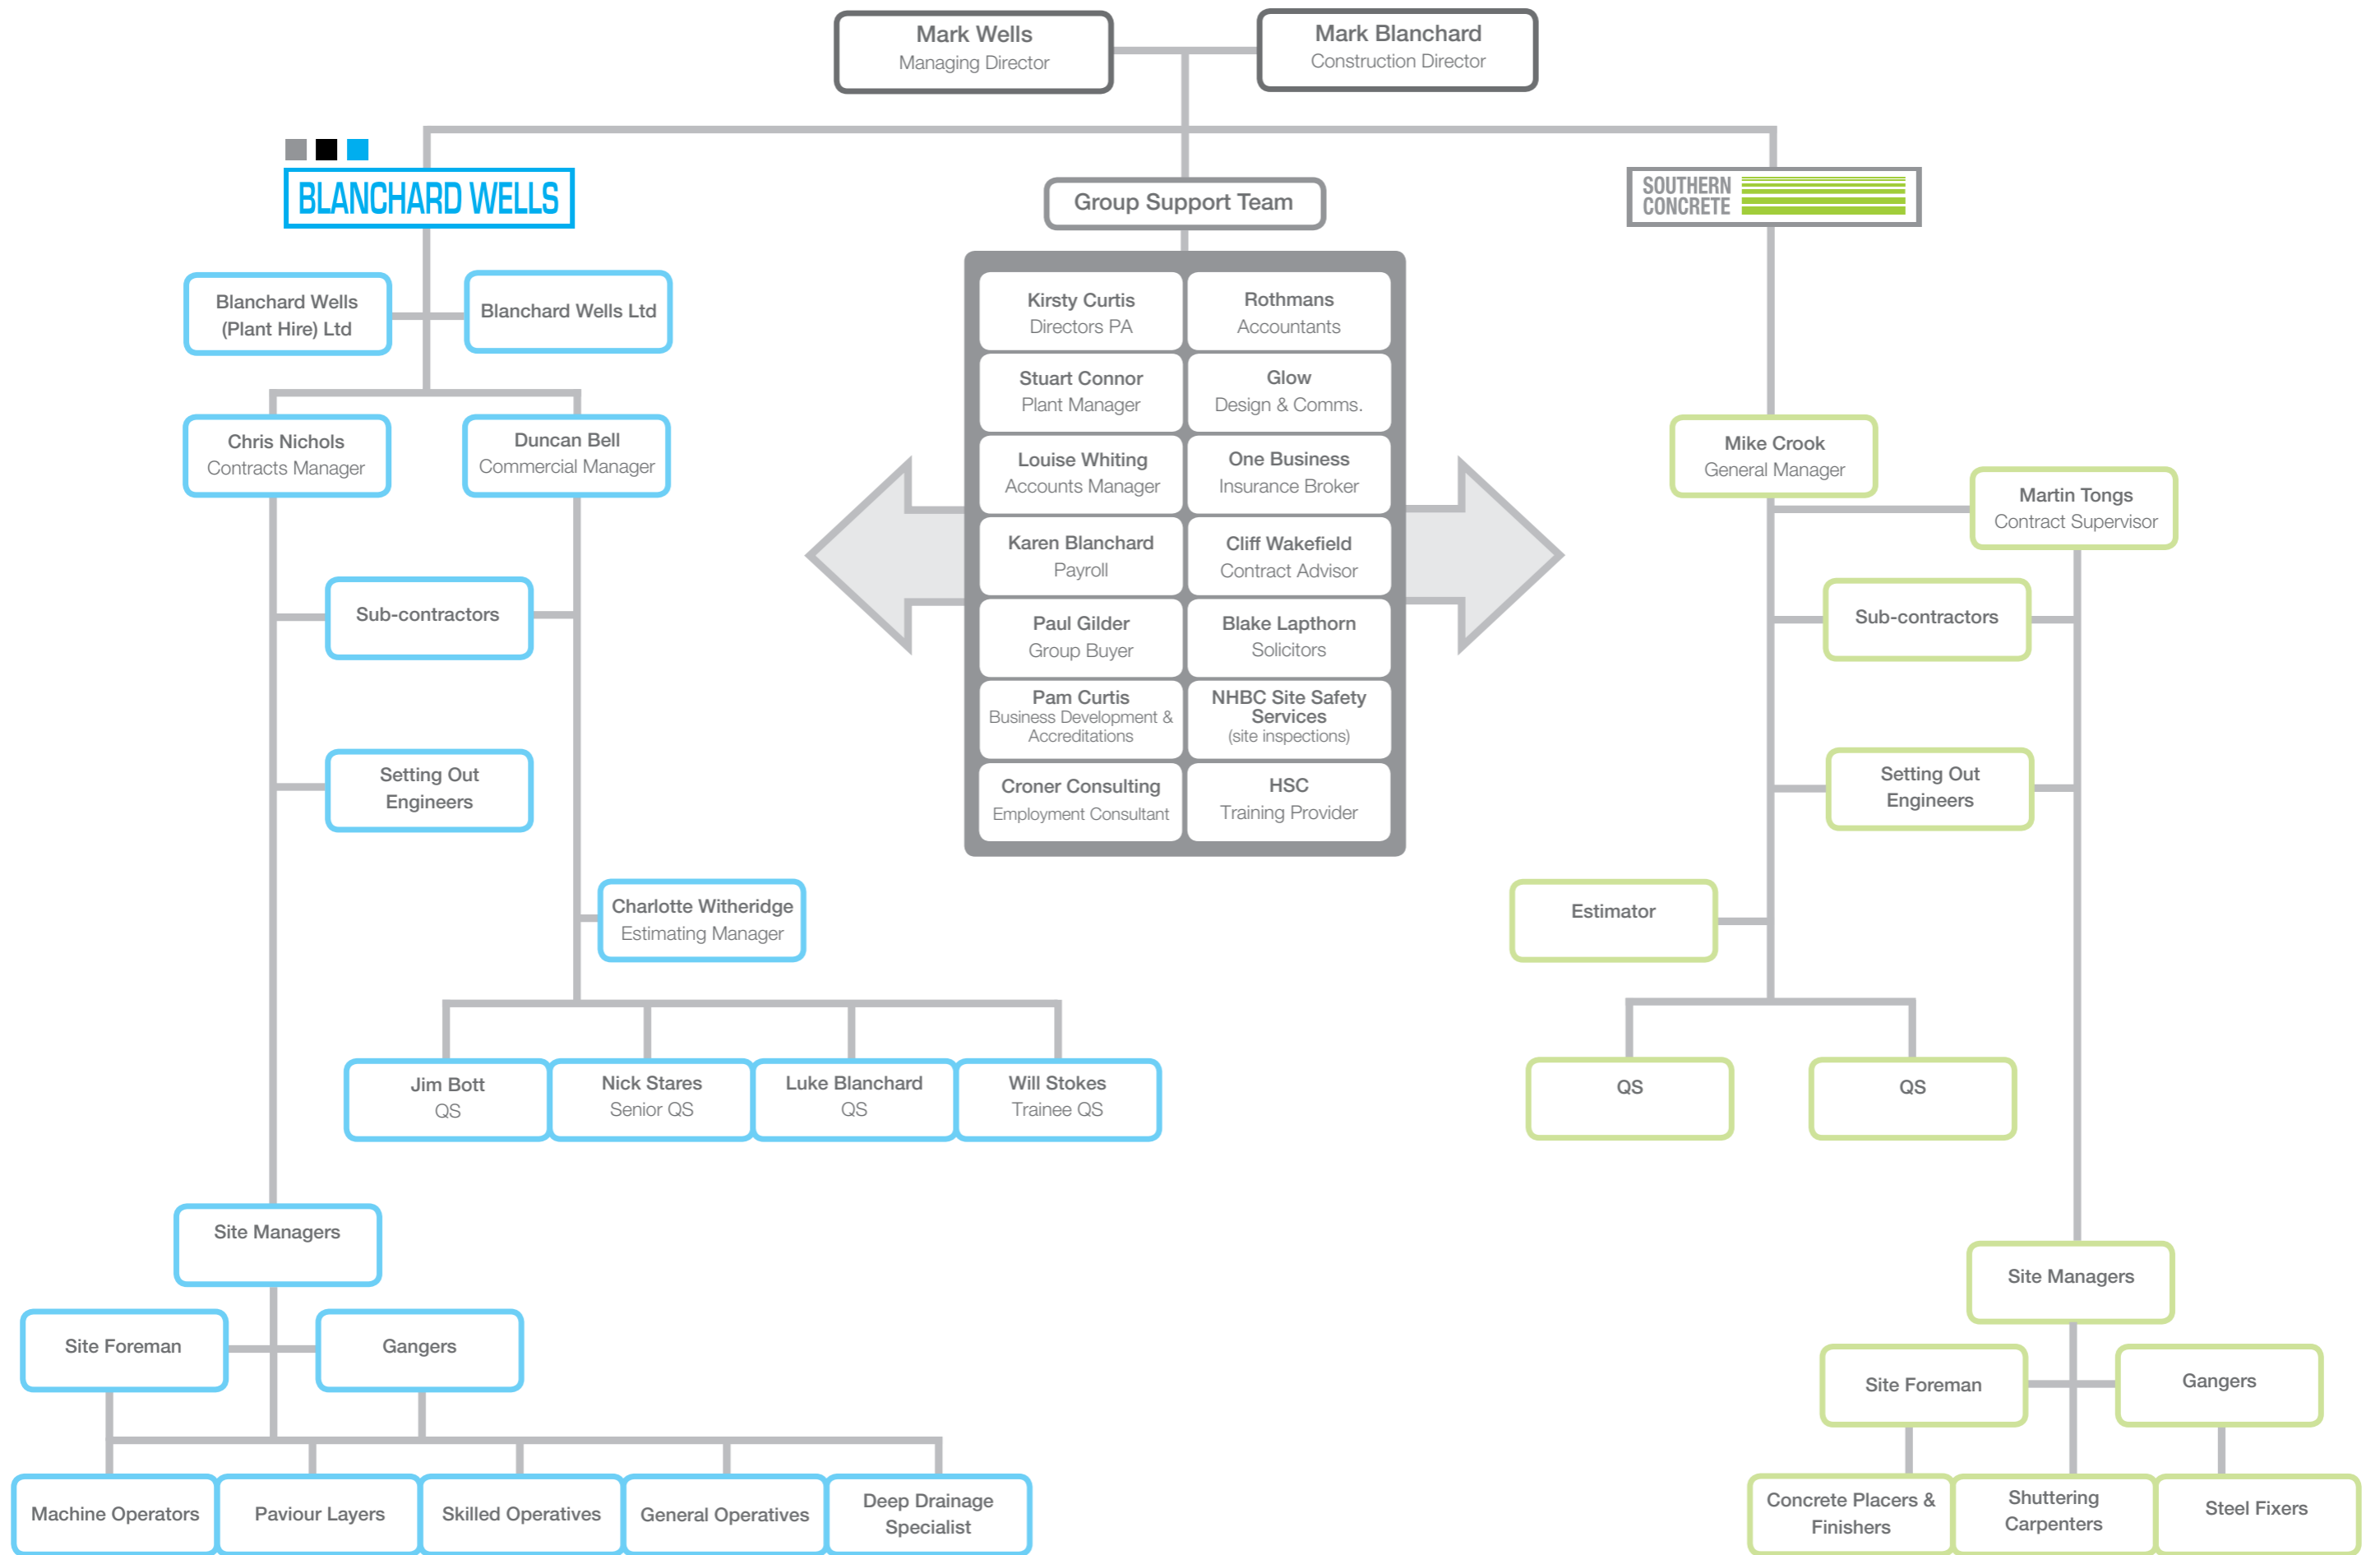 Mark Wells
Managing Director
Mark Blanchard
Construction Director
BLANCHARD WELLS
Group Support Team
SOUTHERN
CONCRETE
Blanchard Wells
(Plant Hire) Ltd
Blanchard Wells Ltd
Chris Nichols
Contracts Manager
Duncan Bell
Commercial Manager
Sub-contractors
Setting Out
Engineers
Charlotte Witheridge
Estimating Manager
Jim Bott
QS
Nick Stares
Senior QS
Luke Blanchard
QS
Will Stokes
Trainee QS
Site Managers
Site Foreman
Gangers
Machine Operators
Paviour Layers
Skilled Operatives
General Operatives
Deep Drainage
Specialist
Kirsty Curtis
Directors PA
Rothmans
Accountants
Stuart Connor
Plant Manager
Glow
Design & Comms.
Louise Whiting
Accounts Manager
One Business
Insurance Broker
Karen Blanchard
Payroll
Cliff Wakefield
Contract Advisor
Paul Gilder
Group Buyer
Blake Lapthorn
Solicitors
Pam Curtis
Business Development &
Accreditations
NHBC Site Safety
Services
(site inspections)
Croner Consulting
Employment Consultant
HSC
Training Provider
Mike Crook
General Manager
Martin Tongs
Contract Supervisor
Sub-contractors
Setting Out
Engineers
Estimator
QS
QS
Site Managers
Site Foreman
Gangers
Concrete Placers &
Finishers
Shuttering
Carpenters
Steel Fixers